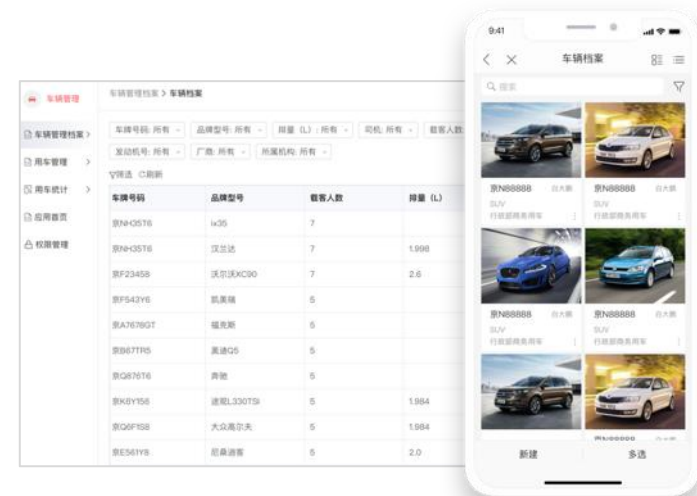 车辆管理
车辆管理档案 > 车辆档案
车辆管理档案 >
用车管理 >
用车统计 >
应用首页
权限管理
车牌号码: 所有 品牌型号: 所有 排量 (L) : 所有 司机: 所有 载客人数:
发动机号: 所有 厂商: 所有 所属机构: 所有
筛选 刷新
车牌号码 品牌型号 载客人数 排量 (L)
京NH35T6 ix35 7
京NH35T6 汉兰达 7 1.998
京F23458 沃尔沃XC90 7 2.6
京F543Y6 凯美瑞 5
京A7678GT 福克斯 5
京B67TR5 奥迪Q5 5
京Q876T6 奔驰 5
京K8Y156 途观L330TSI 5 1.984
京Q6F1S8 大众高尔夫 5 1.984
京E561Y8 尼桑逍客 5 2.0
9:41
车辆档案
搜索
京N88888 白大鹏 京N88888 白大鹏
SUV SUV
行政部商务用车 行政部商务用车
京N88888 白大鹏 京N88888 白大鹏
SUV SUV
行政部商务用车 行政部商务用车
新建 多选